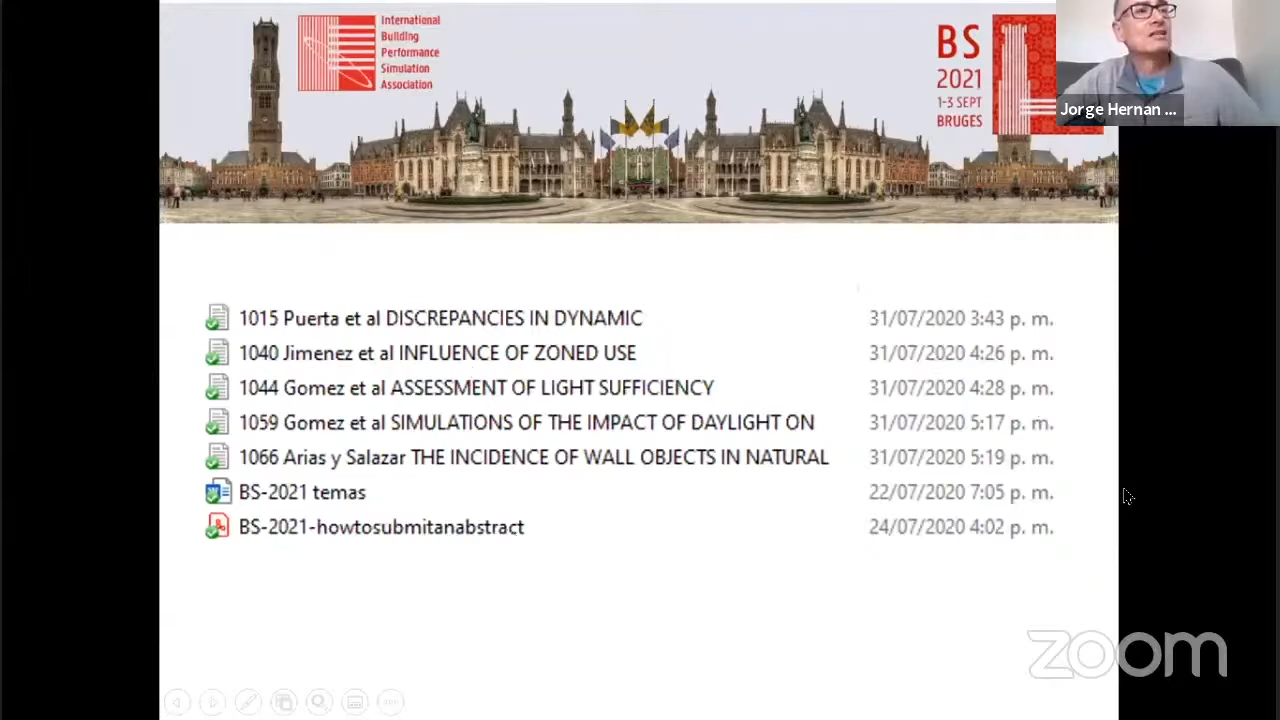 International
Building
Performance
Simulation
Association
BS
2021
1-3 SEPT
BRUGES
Jorge Hernan ...
1015 Puerta et al DISCREPANCIES IN DYNAMIC 31/07/2020 3:43 p. m.
1040 Jimenez et al INFLUENCE OF ZONED USE 31/07/2020 4:26 p. m.
1044 Gomez et al ASSESSMENT OF LIGHT SUFFICIENCY 31/07/2020 4:28 p. m.
1059 Gomez et al SIMULATIONS OF THE IMPACT OF DAYLIGHT ON 31/07/2020 5:17 p. m.
1066 Arias y Salazar THE INCIDENCE OF WALL OBJECTS IN NATURAL 31/07/2020 5:19 p. m.
BS-2021 temas 22/07/2020 7:05 p. m.
BS-2021-howtosubmitanabstract 24/07/2020 4:02 p. m.
zoom